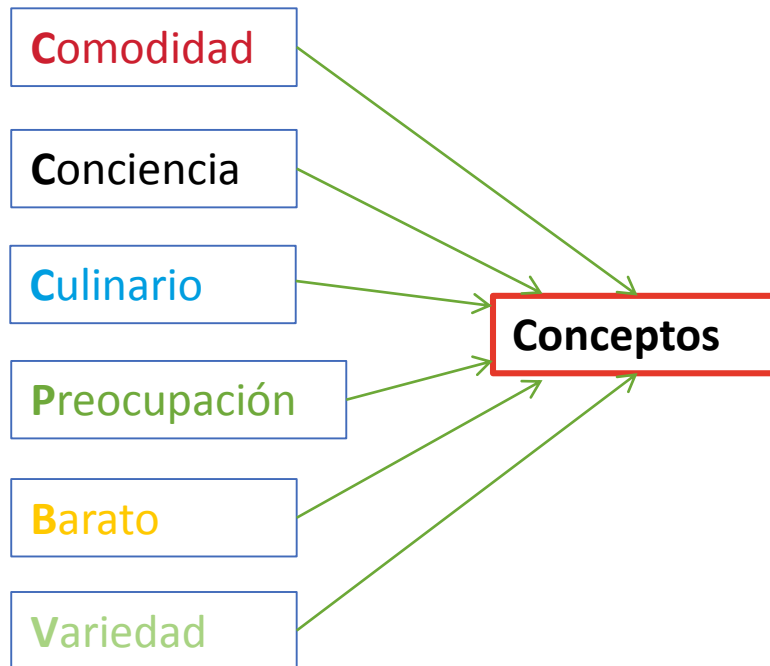 Comodidad
Conciencia
Culinario
Conceptos
Preocupación
Barato
Variedad